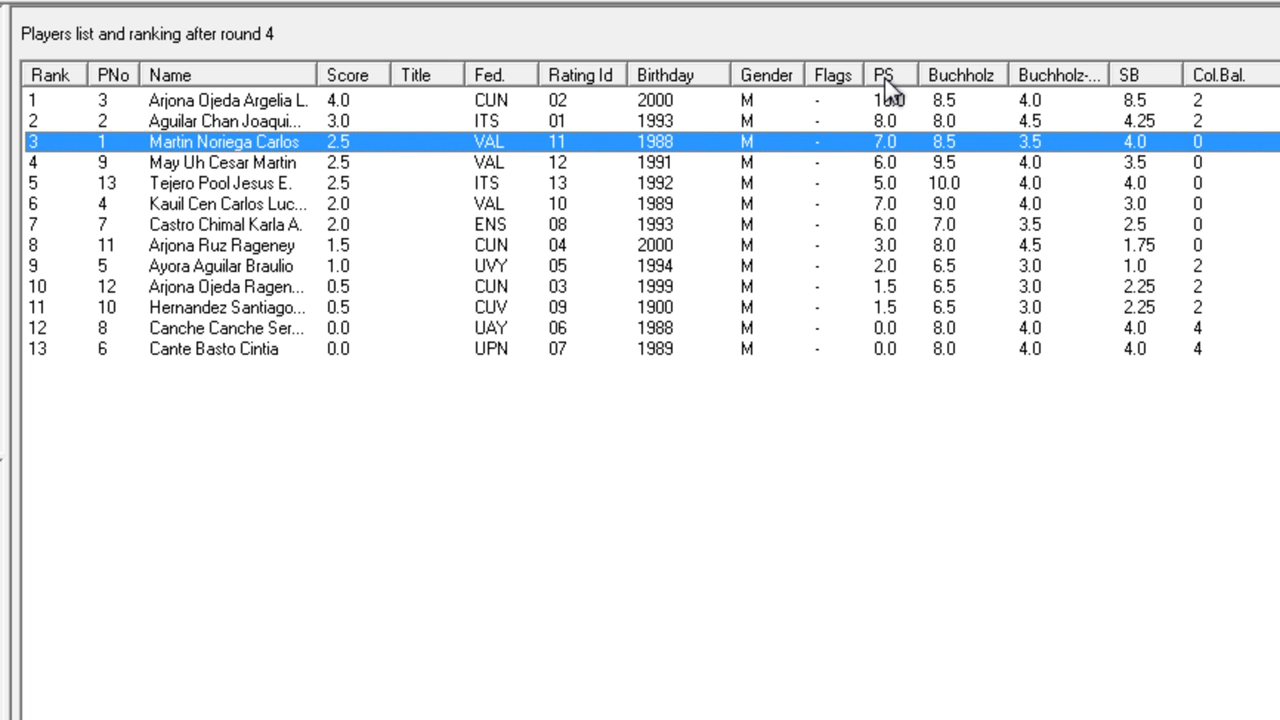 Players list and ranking after round 4
Rank PNo Name Score Title Fed. Rating Id Birthday Gender Flags PS Buchholz Buchholz-... SB Col.Bal.
1 3 Arjona Ojeda Argelia L. 4.0 CUN 02 2000 M - 10.0 8.5 4.0 8.5 2
2 2 Aguilar Chan Joaqui... 3.0 ITS 01 1993 M - 8.0 8.0 4.5 4.25 2
3 1 Martin Noriega Carlos 2.5 VAL 11 1988 M - 7.0 8.5 3.5 4.0 0
4 9 May Uh Cesar Martin 2.5 VAL 12 1991 M - 6.0 9.5 4.0 3.5 0
5 13 Tejero Pool Jesus E. 2.5 ITS 13 1992 M - 5.0 10.0 4.0 4.0 0
6 4 Kauil Cen Carlos Luc... 2.0 VAL 10 1989 M - 7.0 9.0 4.0 3.0 0
7 7 Castro Chimal Karla A. 2.0 ENS 08 1993 M - 6.0 7.0 3.5 2.5 0
8 11 Arjona Ruz Rageney 1.5 CUN 04 2000 M - 3.0 8.0 4.5 1.75 0
9 5 Ayora Aguilar Braulio 1.0 UVY 05 1994 M - 2.0 6.5 3.0 1.0 2
10 12 Arjona Ojeda Ragen... 0.5 CUN 03 1999 M - 1.5 6.5 3.0 2.25 2
11 10 Hernandez Santiago... 0.5 CUV 09 1900 M - 1.5 6.5 3.0 2.25 2
12 8 Canche Canche Ser... 0.0 UAY 06 1988 M - 0.0 8.0 4.0 4.0 4
13 6 Cante Basto Cintia 0.0 UPN 07 1989 M - 0.0 8.0 4.0 4.0 4